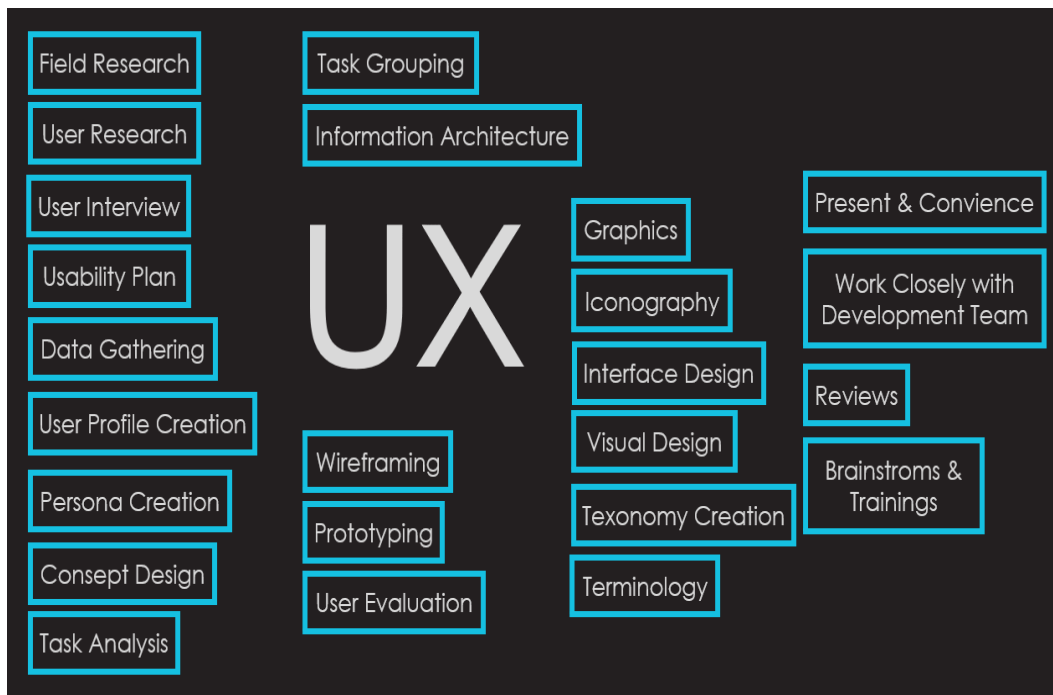 Field Research
User Research
User Interview
Usability Plan
Data Gathering
User Profile Creation
Persona Creation
Consept Design
Task Analysis
Task Grouping
Information Architecture
UX
Wireframing
Prototyping
User Evaluation
Graphics
Iconography
Interface Design
Visual Design
Texonomy Creation
Terminology
Present & Convience
Work Closely with
Development Team
Reviews
Brainstroms &
Trainings